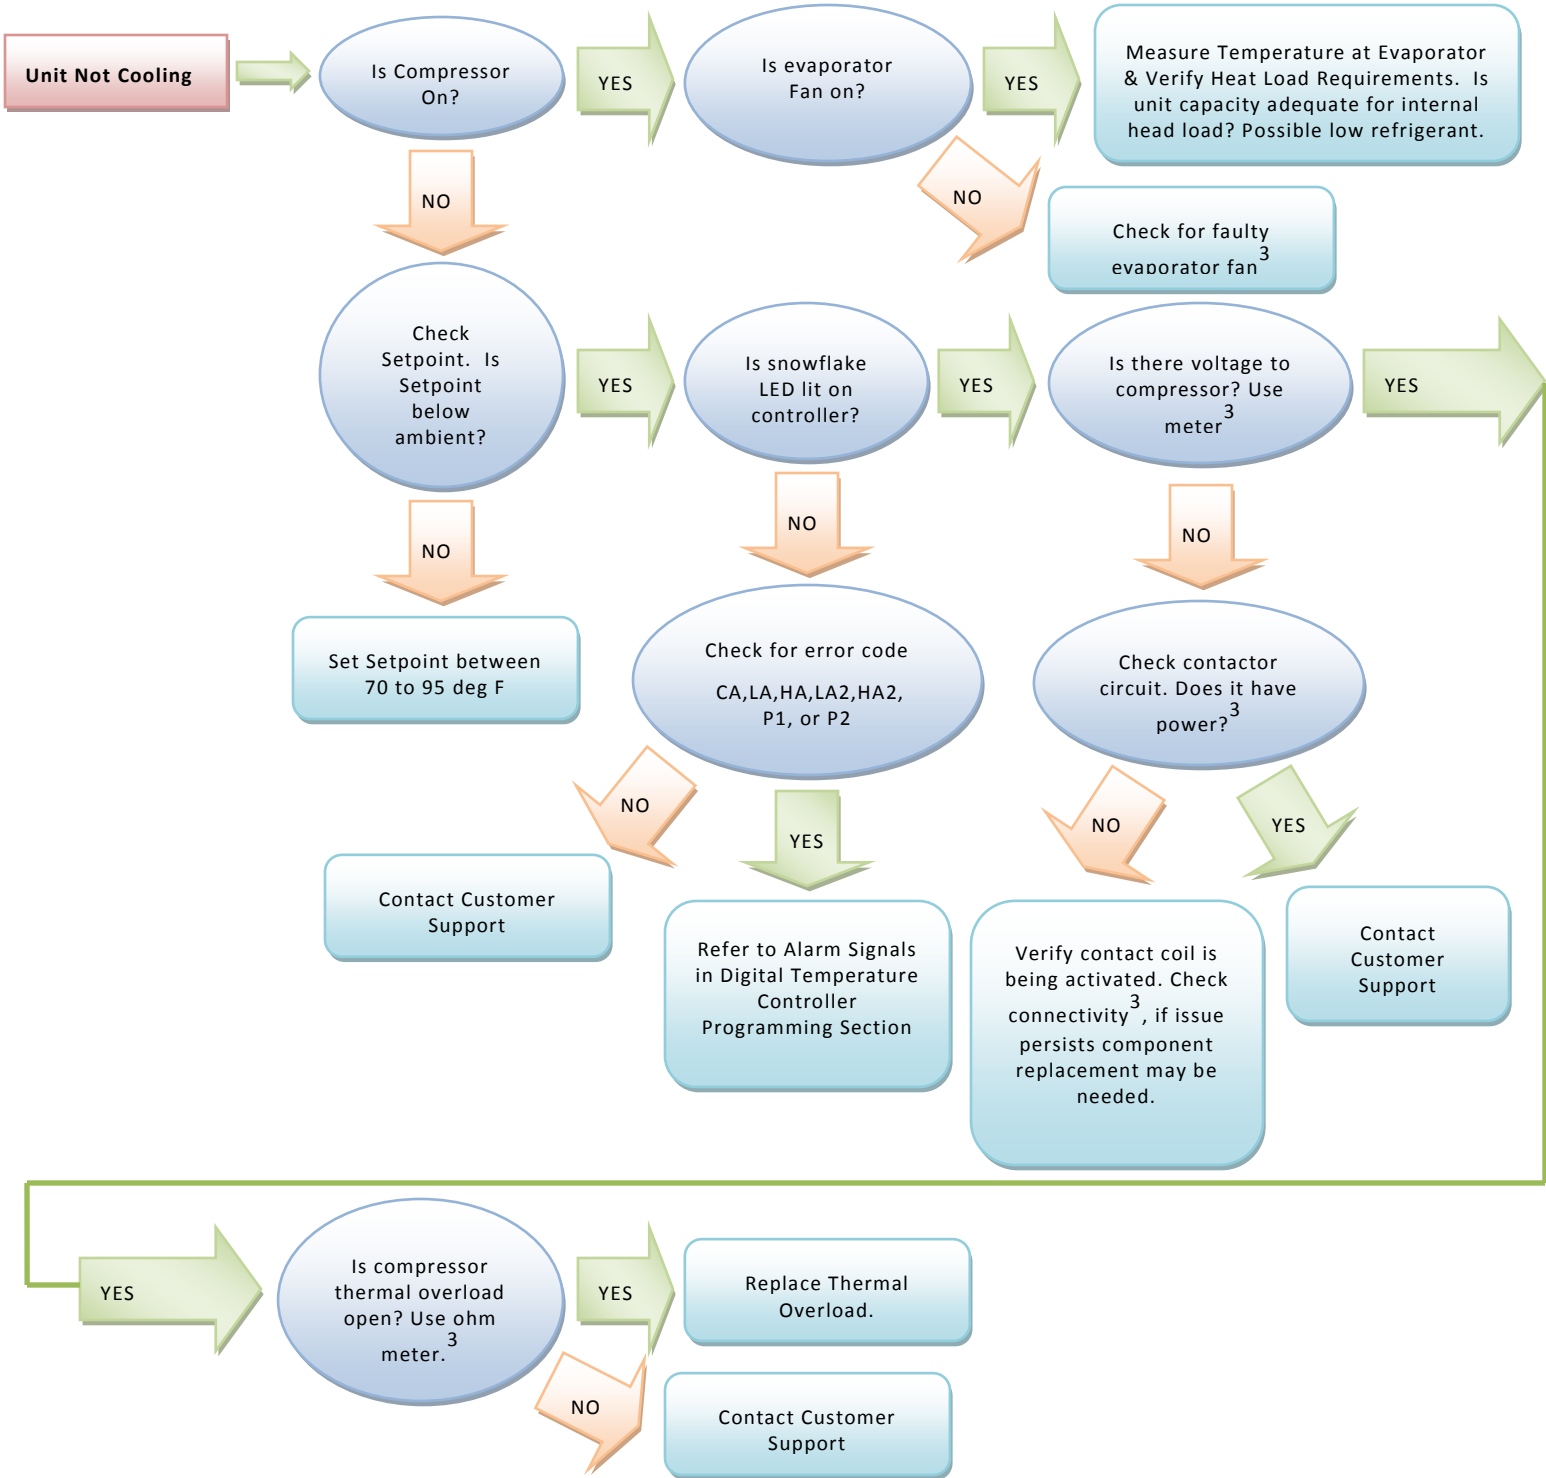 Unit Not Cooling
Is Compressor
On?
YES
Is evaporator
Fan on?
YES
Measure Temperature at Evaporator
& Verify Heat Load Requirements.  Is
unit capacity adequate for internal
head load? Possible low refrigerant.
NO
NO
Check for faulty
evaporator fan3
Check
Setpoint.  Is
Setpoint
below
ambient?
YES
Is snowflake
LED lit on
controller?
YES
Is there voltage to
compressor? Use
meter3
YES
NO
NO
NO
Set Setpoint between
70 to 95 deg F
Check for error code
CA,LA,HA,LA2,HA2,
P1, or P2
Check contactor
circuit. Does it have
power?3
NO
YES
NO
YES
Contact Customer
Support
Refer to Alarm Signals
in Digital Temperature
Controller
Programming Section
Verify contact coil is
being activated. Check
connectivity3, if issue
persists component
replacement may be
needed.
Contact
Customer
Support
YES
Is compressor
thermal overload
open? Use ohm
meter.3
YES
Replace Thermal
Overload.
NO
Contact Customer
Support